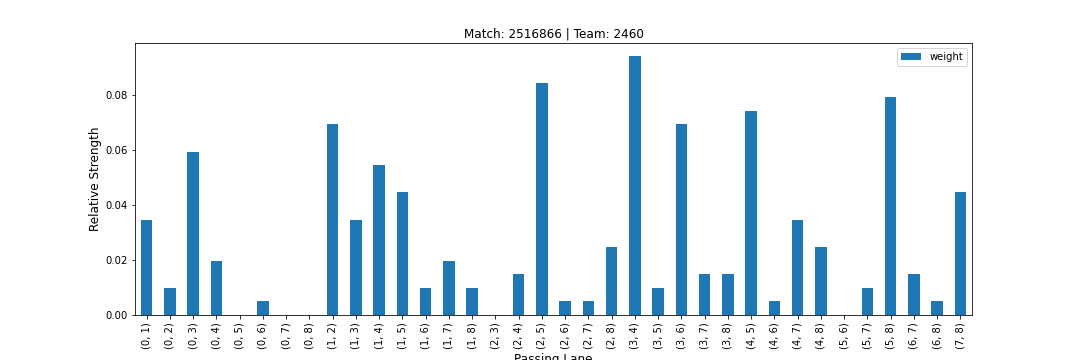 Match: 2516866 | Team: 2460
weight
Relative Strength
0.08
0.06
0.04
0.02
0.00
(0, 1) (0, 2) (0, 3) (0, 4) (0, 5) (0, 6) (0, 7) (0, 8) (1, 2) (1, 3) (1, 4) (1, 5) (1, 6) (1, 7) (1, 8) (2, 3) (2, 4) (2, 5) (2, 6) (2, 7) (2, 8) (3, 4) (3, 5) (3, 6) (3, 7) (3, 8) (4, 5) (4, 6) (4, 7) (4, 8) (5, 6) (5, 7) (5, 8) (6, 7) (6, 8) (7, 8)
Passing Lane